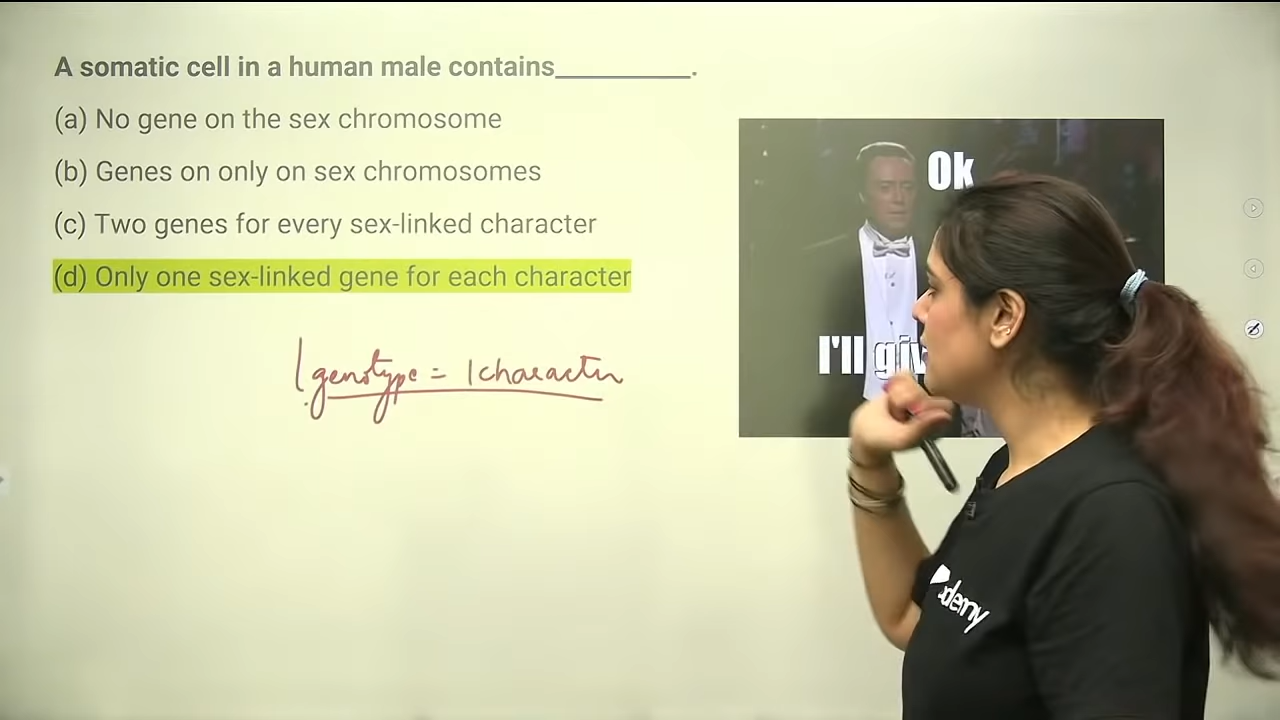 A somatic cell in a human male contains__________.
(a) No gene on the sex chromosome
(b) Genes on only on sex chromosomes
(c) Two genes for every sex-linked character
(d) Only one sex-linked gene for each character
1 genotype = 1 character
Ok
I'll giv
ademy